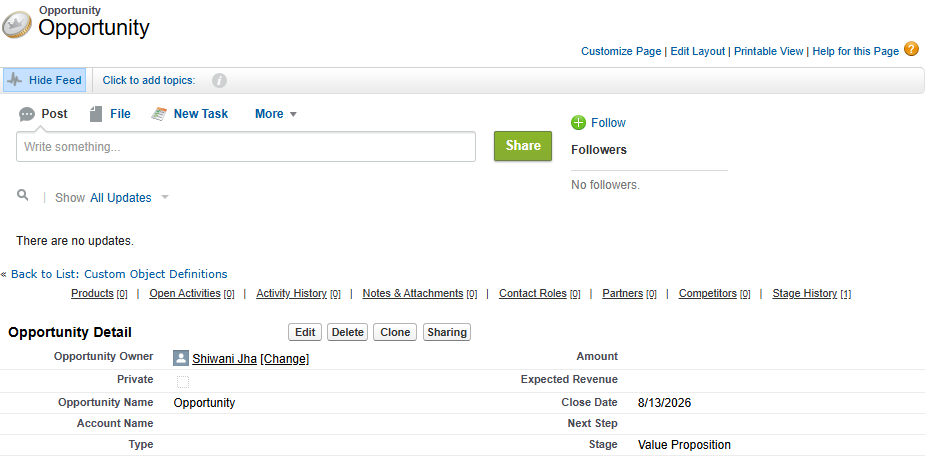 Opportunity
Opportunity
Customize Page | Edit Layout | Printable View | Help for this Page ?
Hide Feed Click to add topics: i
Post File New Task More
Follow
Write something... Share
Followers
No followers.
Show All Updates
There are no updates.
« Back to List: Custom Object Definitions
Products [0] | Open Activities [0] | Activity History [0] | Notes & Attachments [0] | Contact Roles [0] | Partners [0] | Competitors [0] | Stage History [1]
Opportunity Detail Edit Delete Clone Sharing
Opportunity Owner Shiwani Jha [Change] Amount
Private Expected Revenue
Opportunity Name Opportunity Close Date 8/13/2026
Account Name Next Step
Type Stage Value Proposition